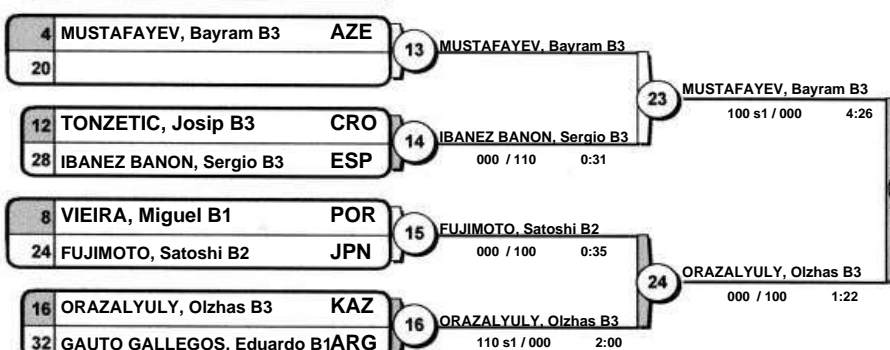 4 MUSTAFAYEV, Bayram B3 AZE
20
13
MUSTAFAYEV, Bayram B3
12 TONZETIC, Josip B3 CRO
28 IBANEZ BANON, Sergio B3 ESP
14
IBANEZ BANON, Sergio B3
000 / 110 0:31
23
MUSTAFAYEV, Bayram B3
100 s1 / 000 4:26
8 VIEIRA, Miguel B1 POR
24 FUJIMOTO, Satoshi B2 JPN
15
FUJIMOTO, Satoshi B2
000 / 100 0:35
16 ORAZALYULY, Olzhas B3 KAZ
32 GAUTO GALLEGOS, Eduardo B1 ARG
16
ORAZALYULY, Olzhas B3
110 s1 / 000 2:00
24
ORAZALYULY, Olzhas B3
000 / 100 1:22